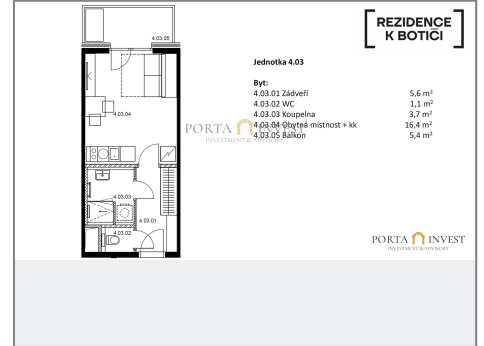 4.03.05
REZIDENCE
K BOTIČI
Jednotka 4.03
Byt:
4.03.01 Zádveří 5,6 m²
4.03.02 WC 1,1 m²
4.03.03 Koupelna 3,7 m²
4.03.04 Obytná místnost + kk 16,4 m²
4.03.05 Balkon 5,4 m²
4.03.04
PORTA INVEST
INVESTMENT & ADVISORY
4.03.03
4.03.01
4.03.02
PORTA INVEST
INVESTMENT & ADVISORY